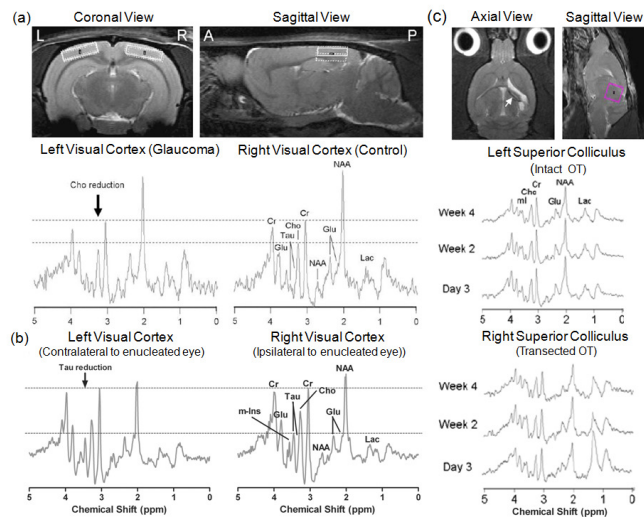 (a) Coronal View
Sagittal View
L R
A P
Left Visual Cortex (Glaucoma)
Right Visual Cortex (Control)
Cho reduction
NAA
Cr Cr
Cho
Tau
Glu Glu
NAA
Lac
5 4 3 2 1 0
5 4 3 2 1 0
(b)
Left Visual Cortex
(Contralateral to enucleated eye)
Right Visual Cortex
(Ipsilateral to enucleated eye))
Tau reduction
NAA
Cr Cr
Tau Cho
m-Ins Glu Glu
NAA
Lac
5 4 3 2 1 0
Chemical Shift (ppm)
5 4 3 2 1 0
Chemical Shift (ppm)
(c)
Axial View
Sagittal View
Left Superior Colliculus
(Intact OT)
NAA
Cr
Cho
mI Glu Lac
Week 4
Week 2
Day 3
5 4 3 2 1 0
Right Superior Colliculus
(Transected OT)
Week 4
Week 2
Day 3
5 4 3 2 1 0
Chemical Shift (ppm)